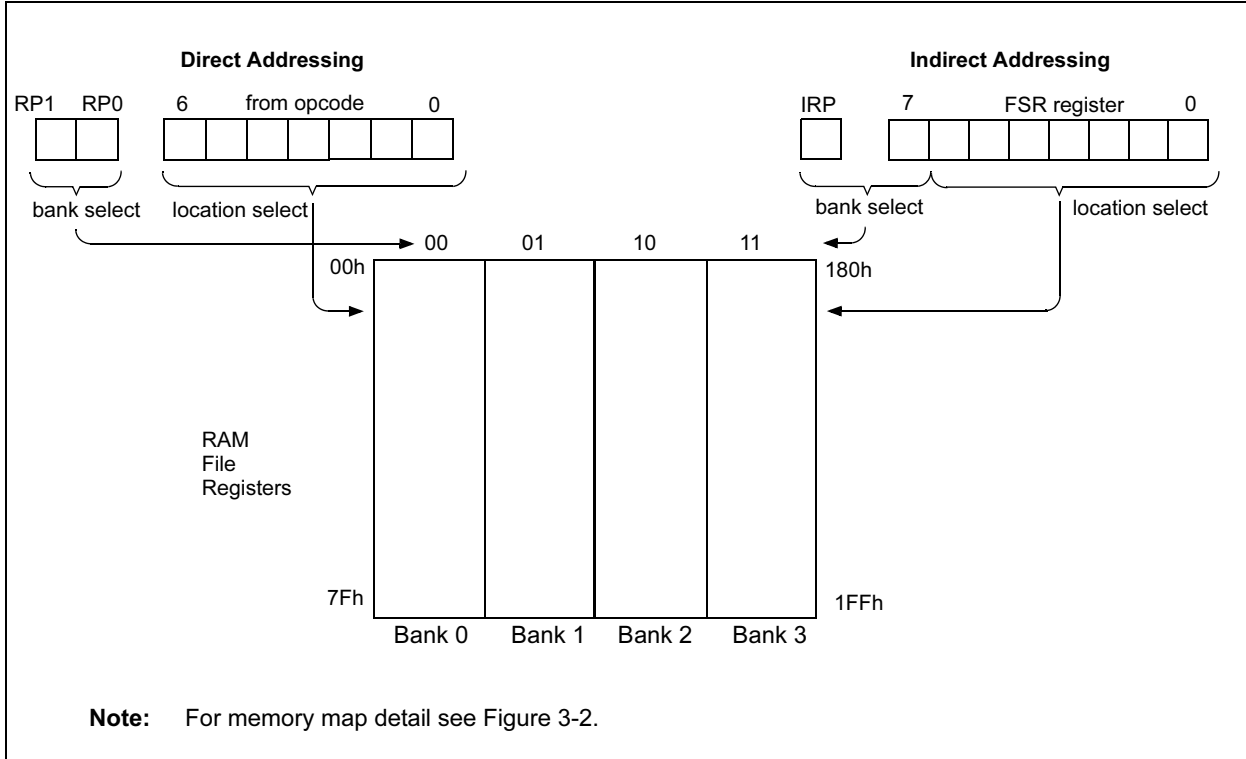 Direct Addressing
Indirect Addressing
RP1 RP0 6 from opcode 0
IRP 7 FSR register 0
bank select location select
bank select location select
00 01 10 11
00h 180h
RAM
File
Registers
7Fh 1FFh
Bank 0 Bank 1 Bank 2 Bank 3
Note: For memory map detail see Figure 3-2.